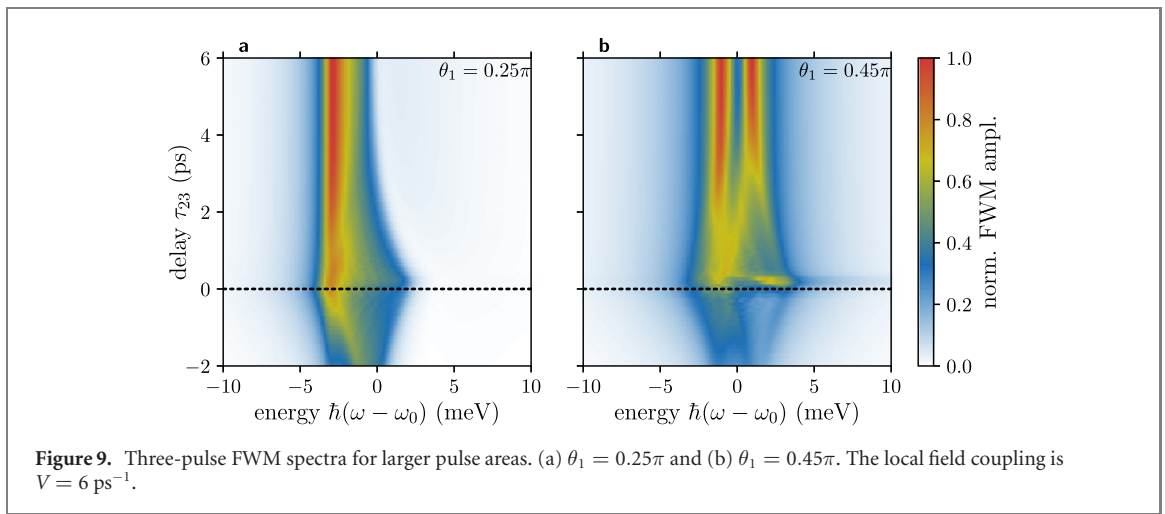 a
b
θ₁ = 0.25π
θ₁ = 0.45π
6
4
2
0
−2
delay τ₂₃ (ps)
−10 −5 0 5 10
−10 −5 0 5 10
energy ℏ(ω − ω₀) (meV)
energy ℏ(ω − ω₀) (meV)
1.0
0.8
0.6
0.4
0.2
0.0
norm. FWM ampl.
Figure 9. Three-pulse FWM spectra for larger pulse areas. (a) θ₁ = 0.25π and (b) θ₁ = 0.45π. The local field coupling is
V = 6 ps⁻¹.